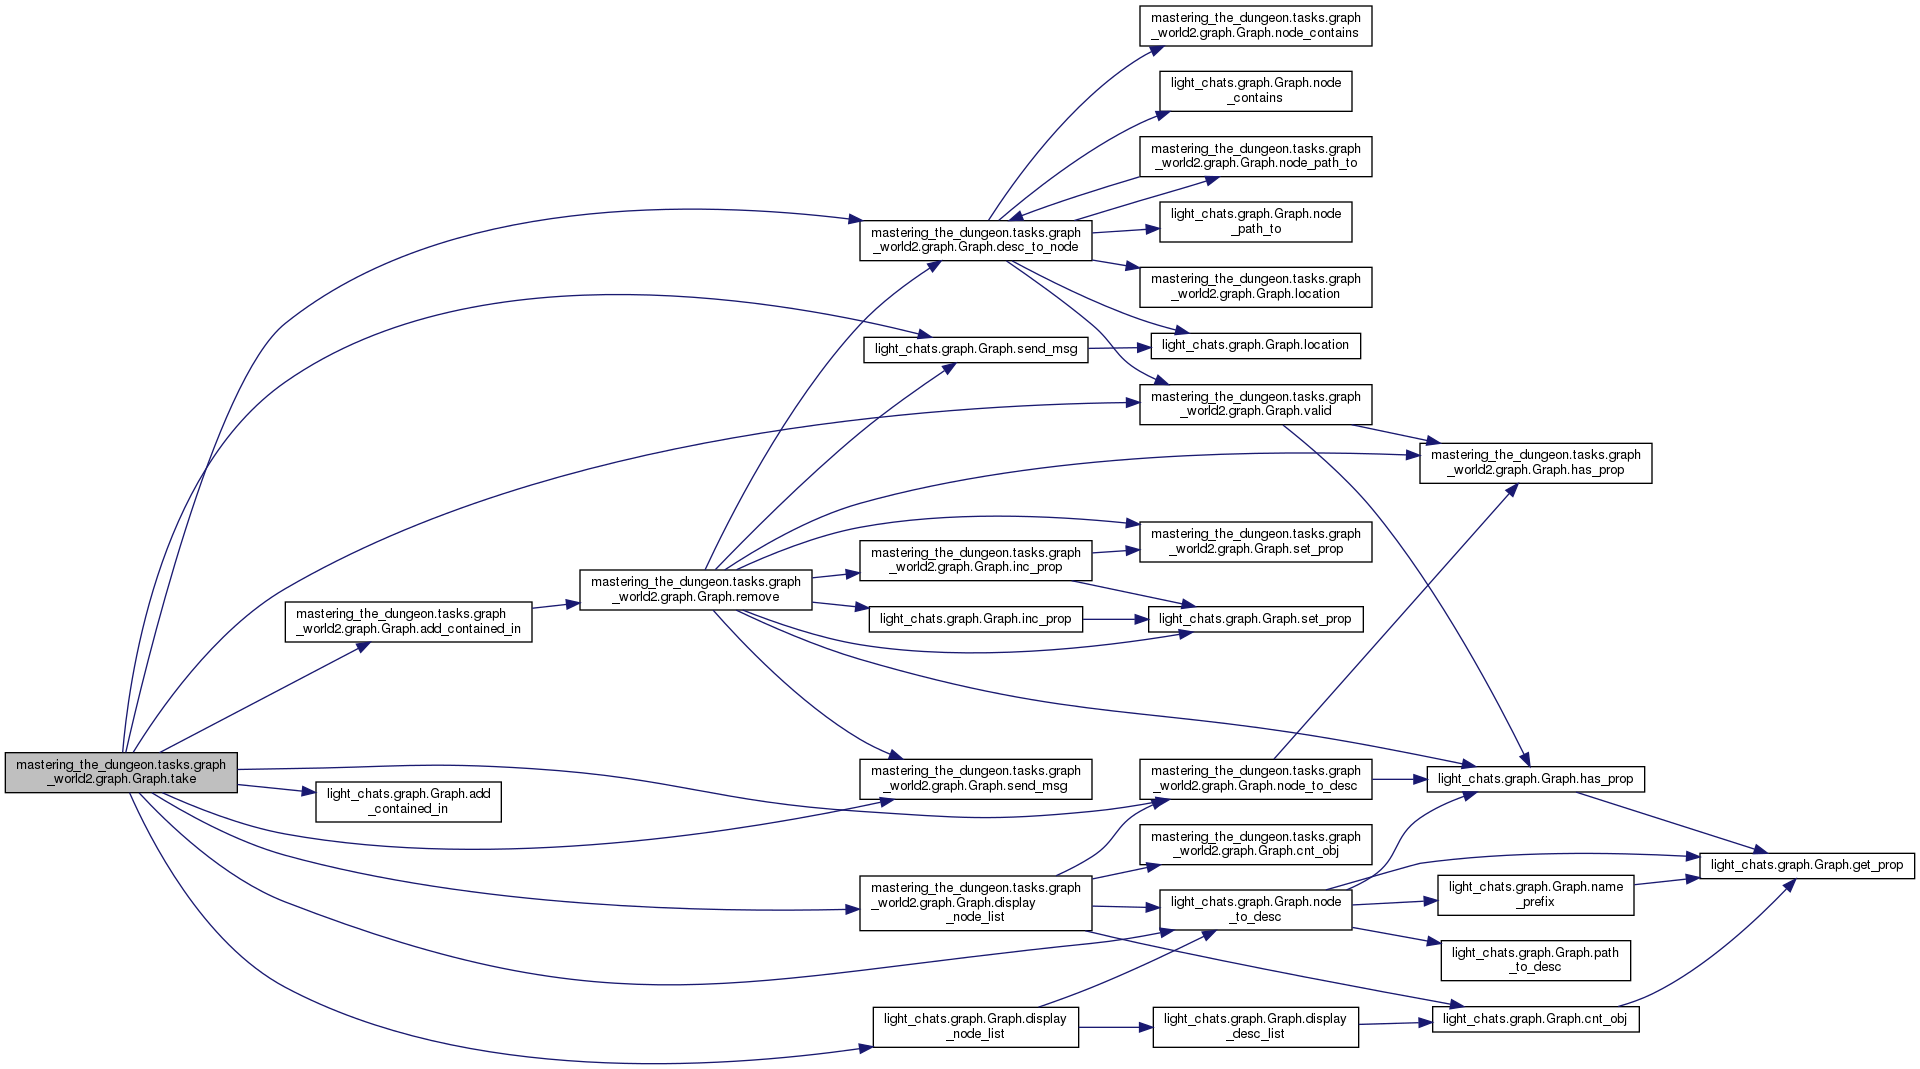 mastering_the_dungeon.tasks.graph
_world2.graph.Graph.node_contains
light_chats.graph.Graph.node
_contains
mastering_the_dungeon.tasks.graph
_world2.graph.Graph.node_path_to
light_chats.graph.Graph.node
_path_to
mastering_the_dungeon.tasks.graph
_world2.graph.Graph.desc_to_node
mastering_the_dungeon.tasks.graph
_world2.graph.Graph.location
light_chats.graph.Graph.send_msg
light_chats.graph.Graph.location
mastering_the_dungeon.tasks.graph
_world2.graph.Graph.valid
mastering_the_dungeon.tasks.graph
_world2.graph.Graph.has_prop
mastering_the_dungeon.tasks.graph
_world2.graph.Graph.set_prop
mastering_the_dungeon.tasks.graph
_world2.graph.Graph.inc_prop
mastering_the_dungeon.tasks.graph
_world2.graph.Graph.remove
mastering_the_dungeon.tasks.graph
_world2.graph.Graph.add_contained_in
light_chats.graph.Graph.inc_prop
light_chats.graph.Graph.set_prop
mastering_the_dungeon.tasks.graph
_world2.graph.Graph.take
light_chats.graph.Graph.add
_contained_in
mastering_the_dungeon.tasks.graph
_world2.graph.Graph.send_msg
mastering_the_dungeon.tasks.graph
_world2.graph.Graph.node_to_desc
light_chats.graph.Graph.has_prop
mastering_the_dungeon.tasks.graph
_world2.graph.Graph.cnt_obj
light_chats.graph.Graph.get_prop
mastering_the_dungeon.tasks.graph
_world2.graph.Graph.display
_node_list
light_chats.graph.Graph.node
_to_desc
light_chats.graph.Graph.name
_prefix
light_chats.graph.Graph.path
_to_desc
light_chats.graph.Graph.display
_node_list
light_chats.graph.Graph.display
_desc_list
light_chats.graph.Graph.cnt_obj